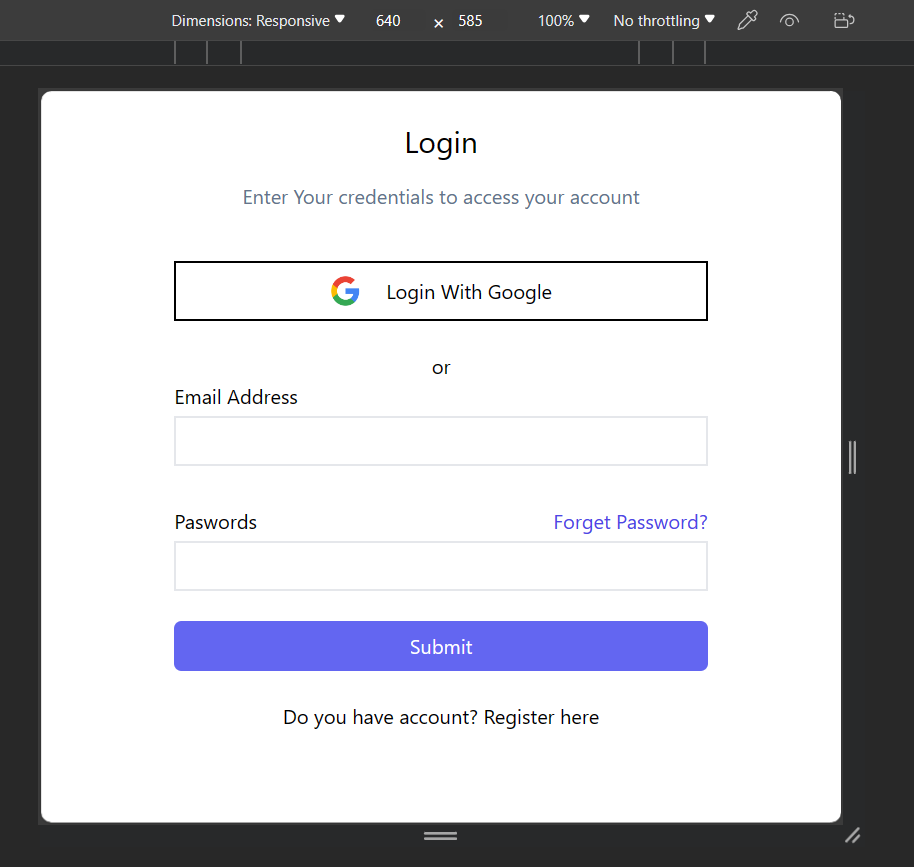 Dimensions: Responsive 640 × 585 100% No throttling
Login
Enter Your credentials to access your account
Login With Google
or
Email Address
Paswords Forget Password?
Submit
Do you have account? Register here